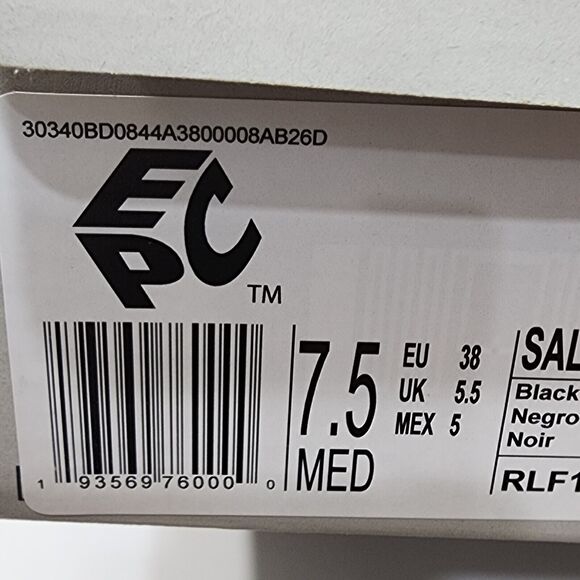 30340BD0844A3800008AB26D
EPC
TM
1 93569 76000 0
7.5
MED
EU 38
UK 5.5
MEX 5
SAL
Black
Negro
Noir
RLF1